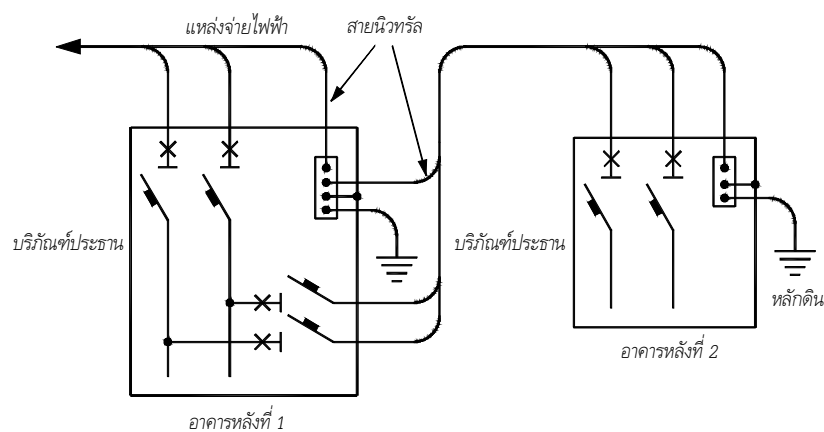 แหล่งจ่ายไฟฟ้า
สายนิวทรัล
บริภัณฑ์ประธาน
บริภัณฑ์ประธาน
หลักดิน
อาคารหลังที่ 2
อาคารหลังที่ 1